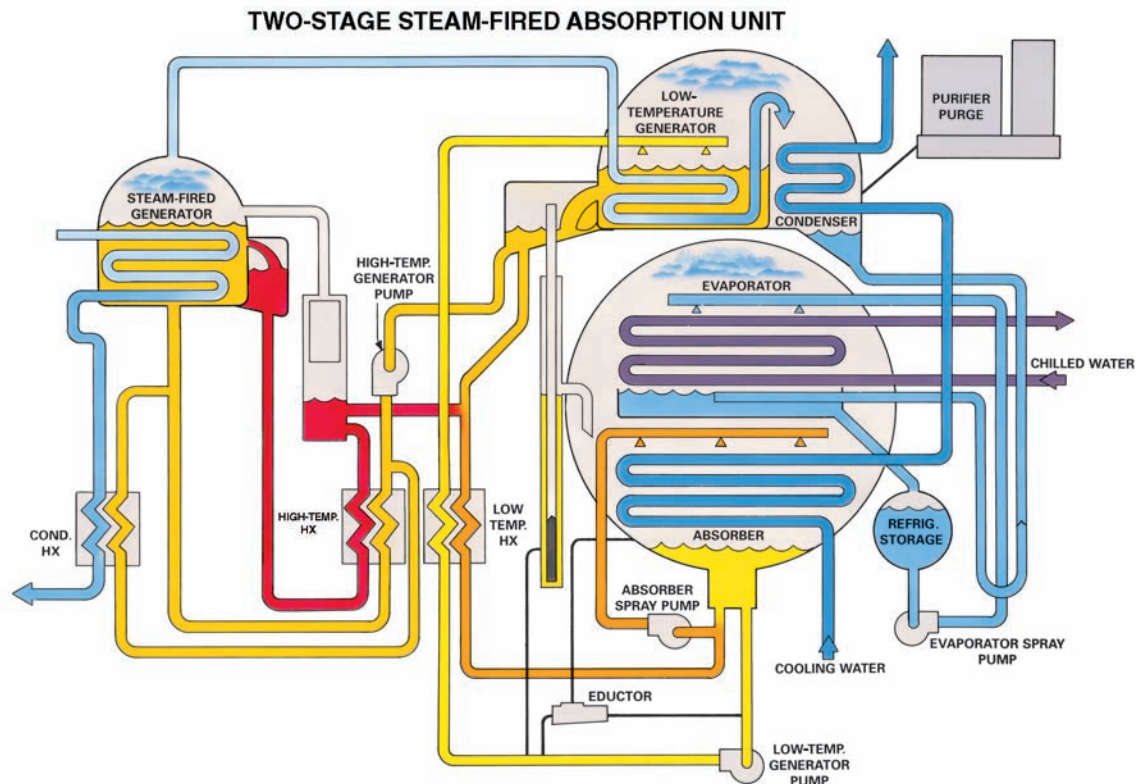 TWO-STAGE STEAM-FIRED ABSORPTION UNIT
LOW-
TEMPERATURE
GENERATOR
PURIFIER
PURGE
STEAM-FIRED
GENERATOR
CONDENSER
HIGH-TEMP.
GENERATOR
PUMP
EVAPORATOR
CHILLED WATER
COND.
HX
HIGH-TEMP.
HX
LOW
TEMP.
HX
REFRIG.
STORAGE
ABSORBER
ABSORBER
SPRAY PUMP
COOLING WATER
EVAPORATOR SPRAY
PUMP
EDUCTOR
LOW-TEMP.
GENERATOR
PUMP